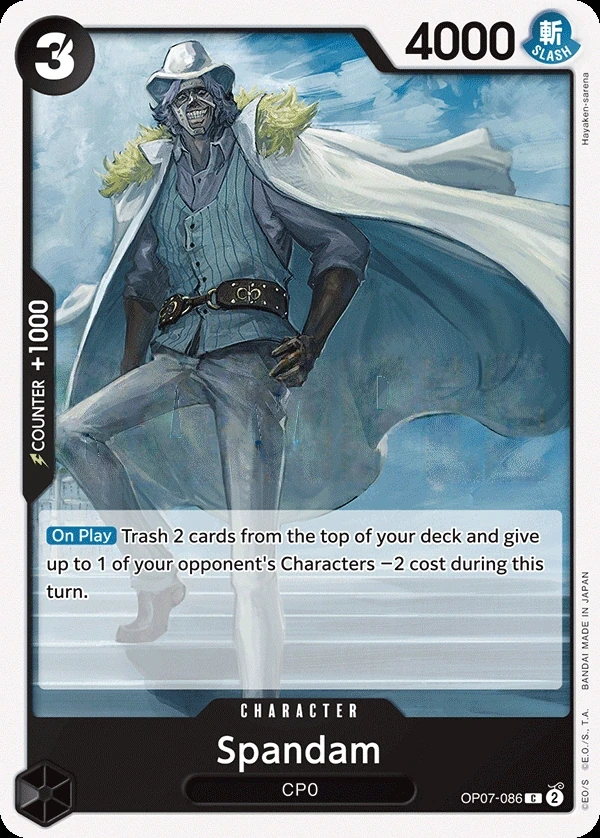 3
4000
斬
SLASH
Hayaken-sarena
COUNTER +1000
On Play Trash 2 cards from the top of your deck and give
up to 1 of your opponent's Characters −2 cost during this
turn.
CHARACTER
Spandam
CP0
OP07-086 C 2
©EO/S ©E.O./S., T.A. BANDAI MADE IN JAPAN